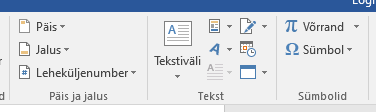 Päis
Jalus
Leheküljenumber
Päis ja jalus
Tekstiväli
Tekst
Võrrand
Sümbol
Sümbolid